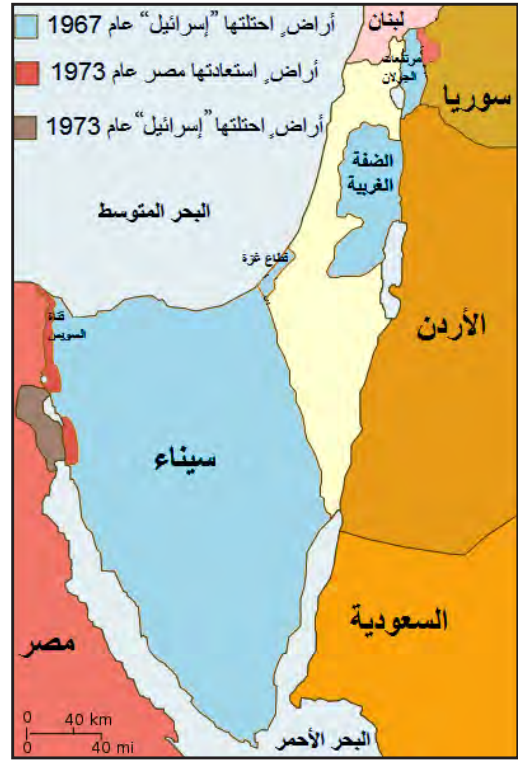 أراضٍ احتلتها “إسرائيل” عام 1967
أراضٍ استعادتها مصر عام 1973
أراضٍ احتلتها “إسرائيل” عام 1973
لبنان
مرتفعات
الجولان
سوريا
الضفة
الغربية
البحر المتوسط
قطاع غزة
قناة
السويس
الأردن
سيناء
السعودية
مصر
البحر الأحمر
0 40 km
0 40 mi